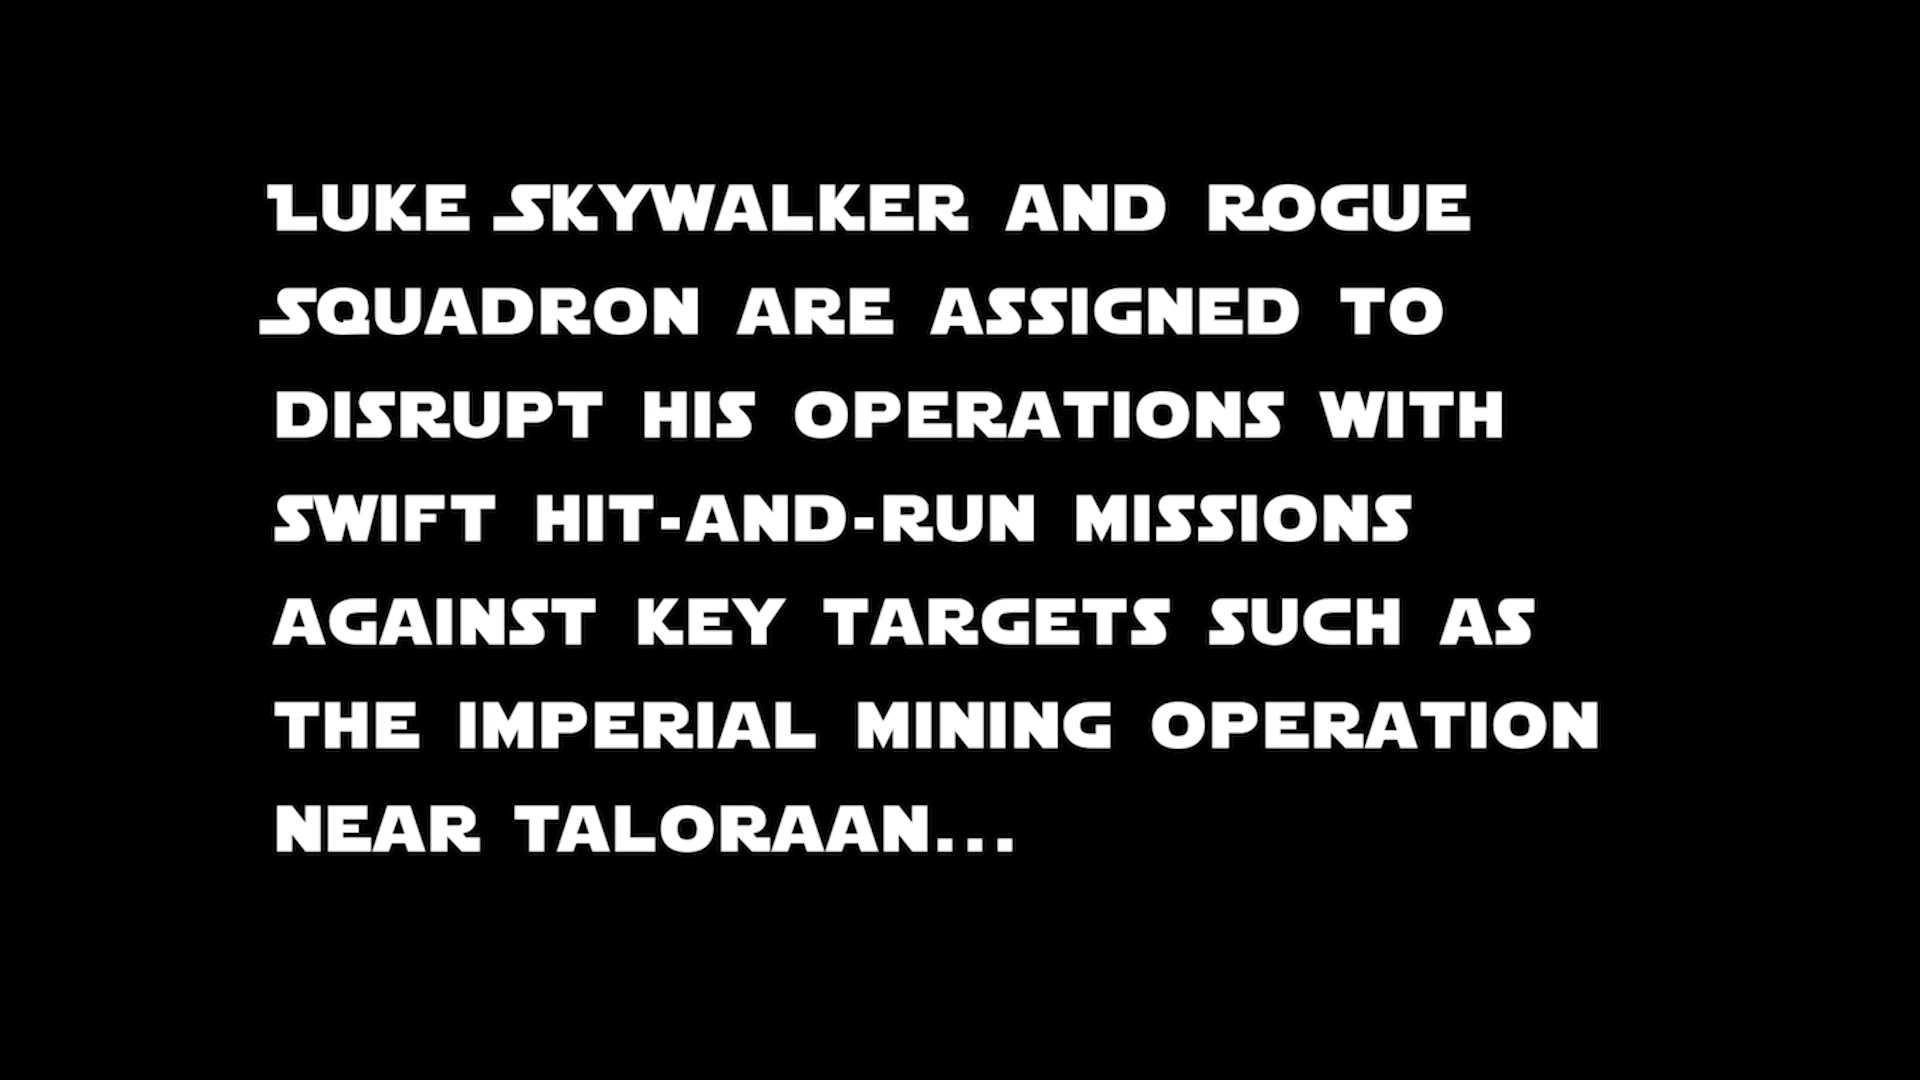 Luke Skywalker and Rogue
Squadron are assigned to
disrupt his operations with
swift hit-and-run missions
against key targets such as
the Imperial mining operation
near Taloraan...